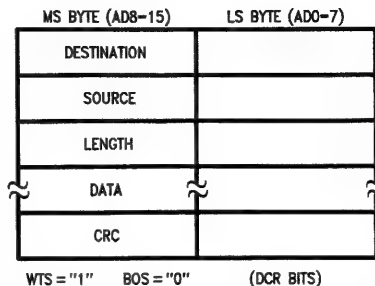 MS BYTE (AD8-15) LS BYTE (AD0-7)
DESTINATION
SOURCE
LENGTH
DATA
CRC
WTS = "1" BOS = "0" (DCR BITS)